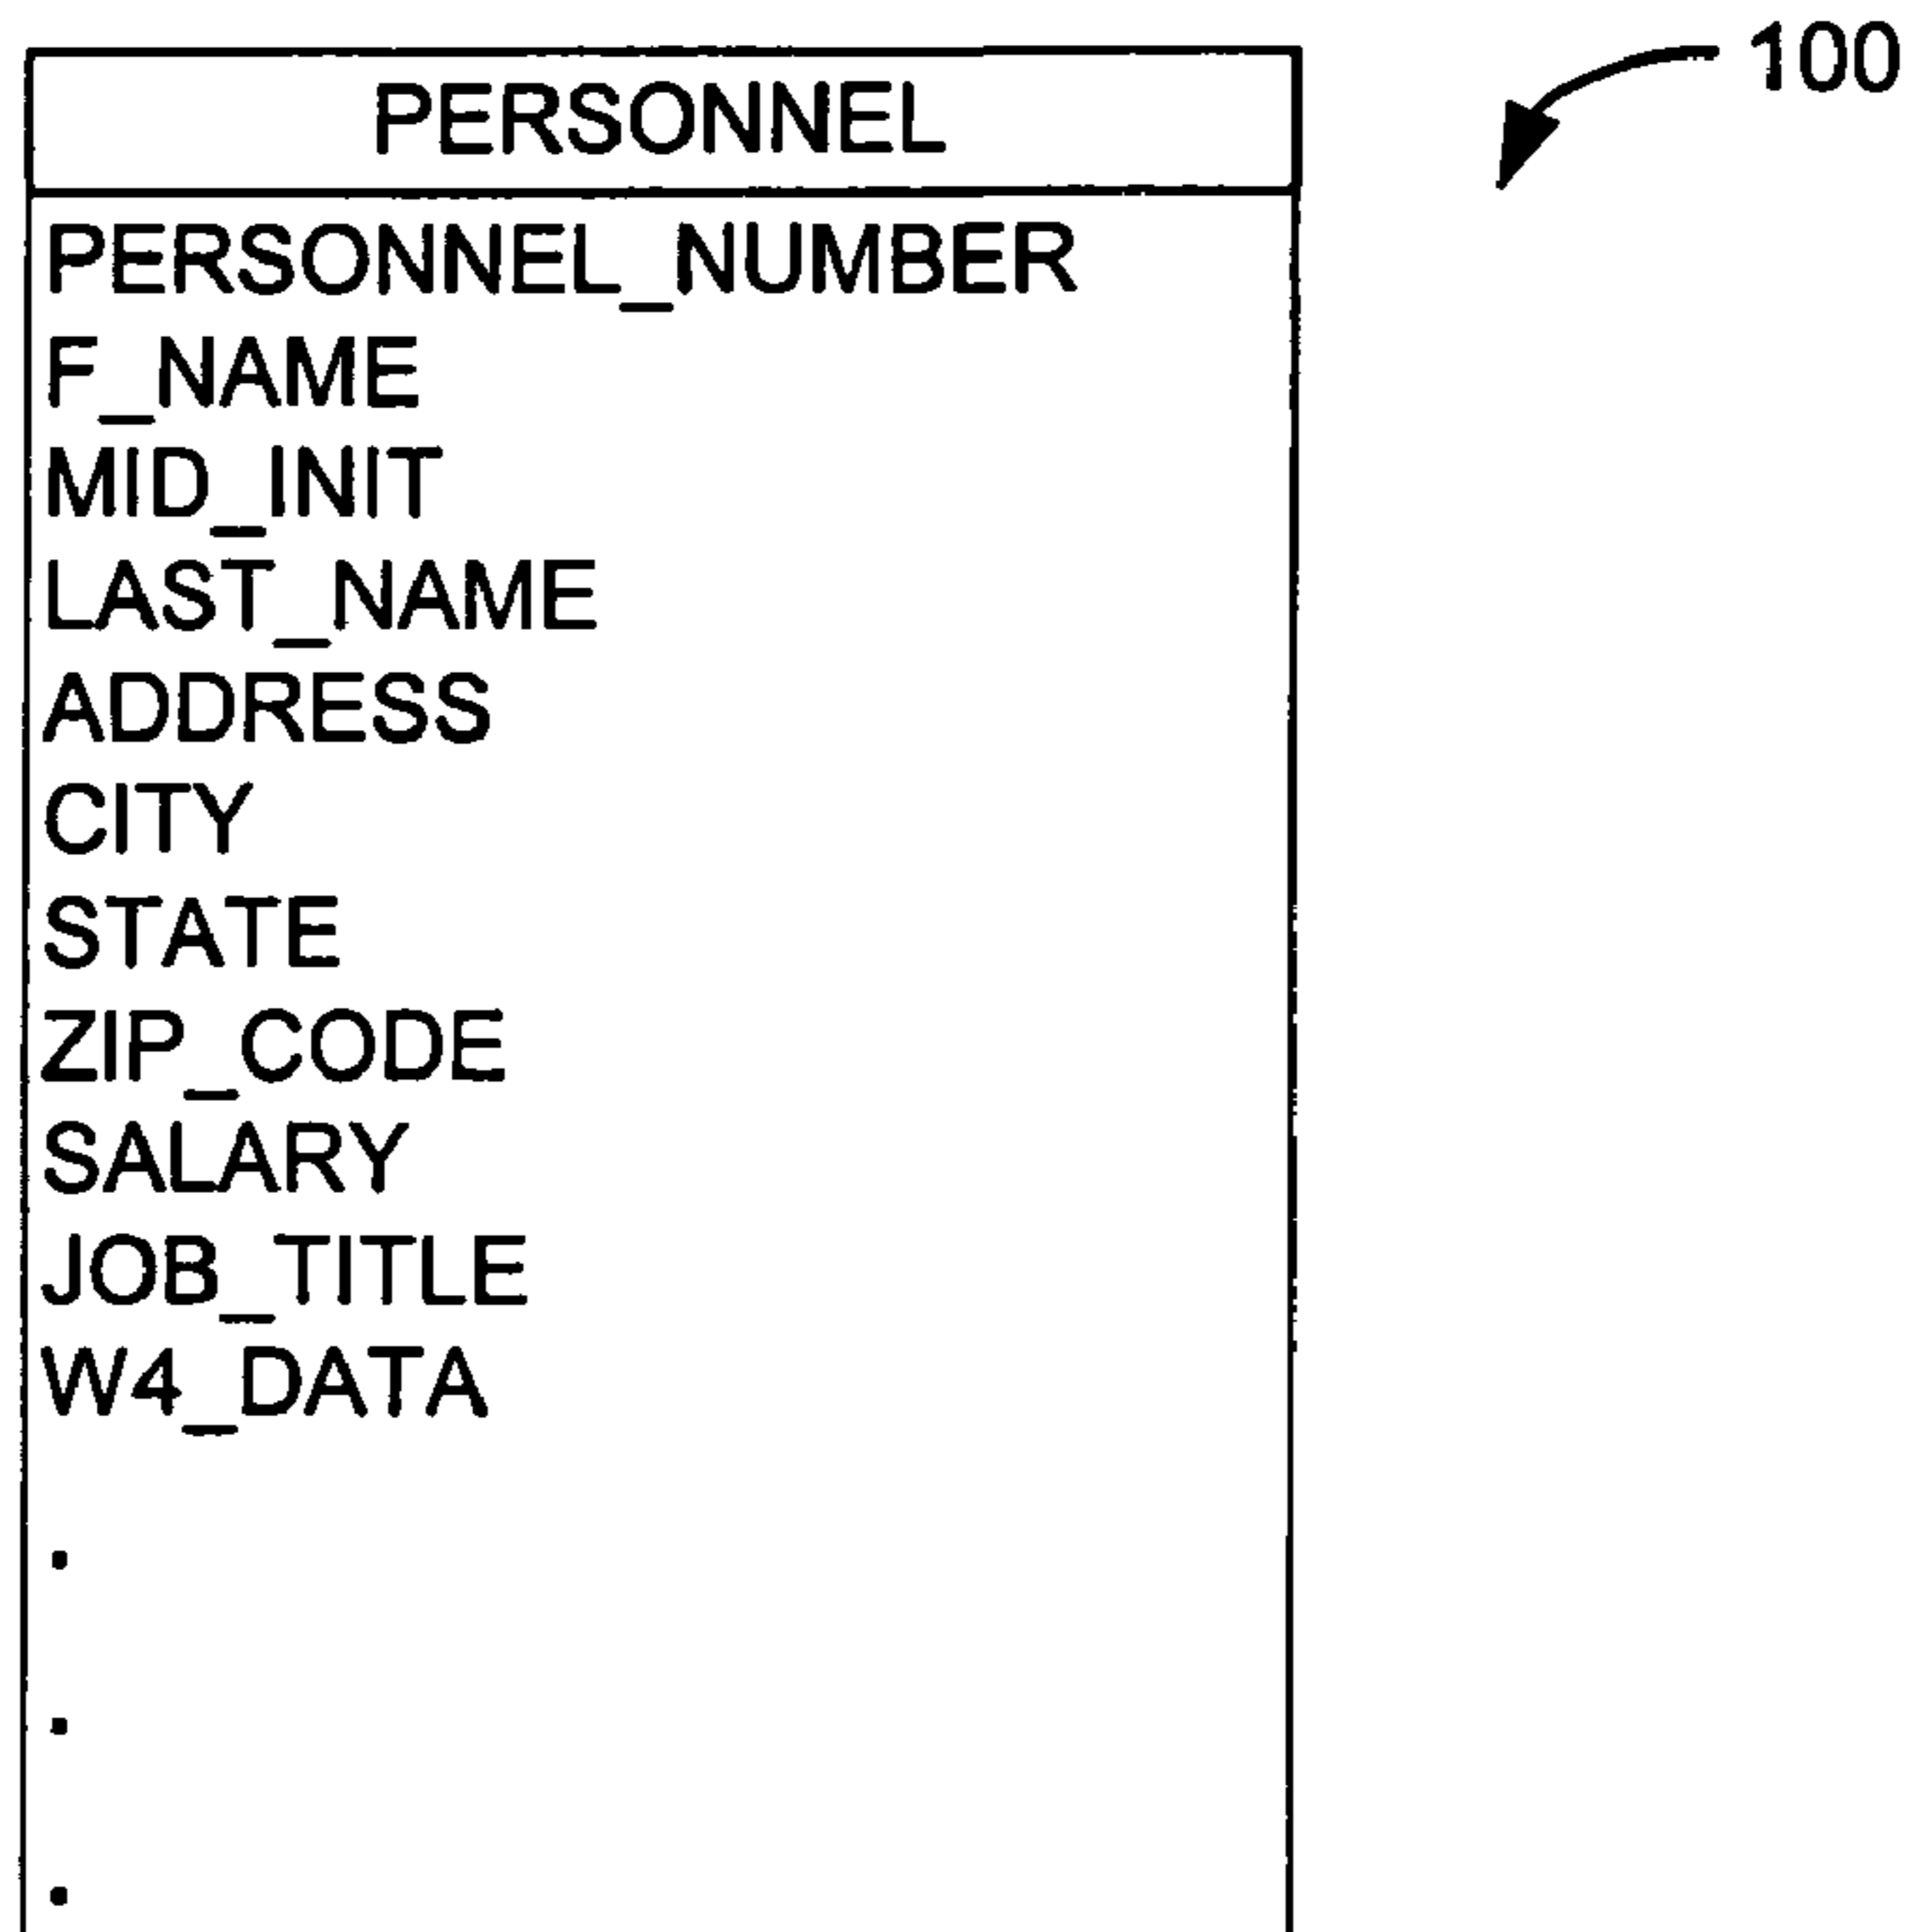 100
PERSONNEL
PERSONNEL_NUMBER
F_NAME
MID_INIT
LAST_NAME
ADDRESS
CITY
STATE
ZIP_CODE
SALARY
JOB_TITLE
W4_DATA
.
.
.